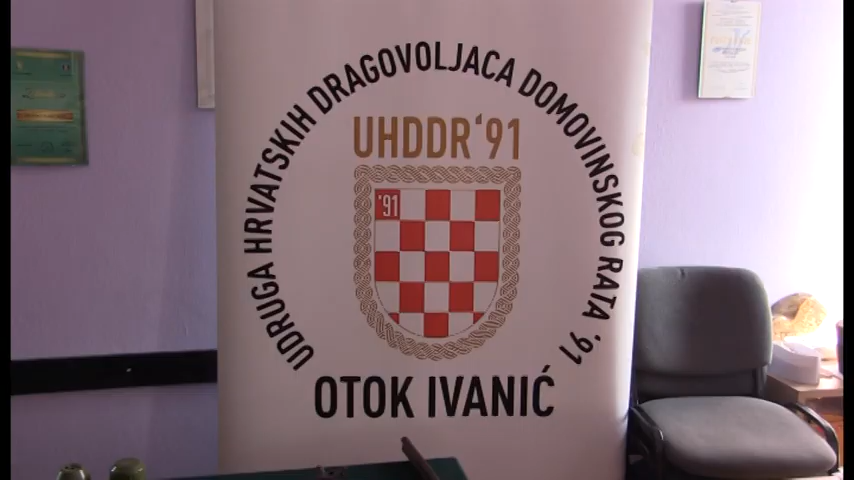 UDRUGA HRVATSKIH DRAGOVOLJACA DOMOVINSKOG RATA '91
UHDDR'91
'91
OTOK IVANIĆ